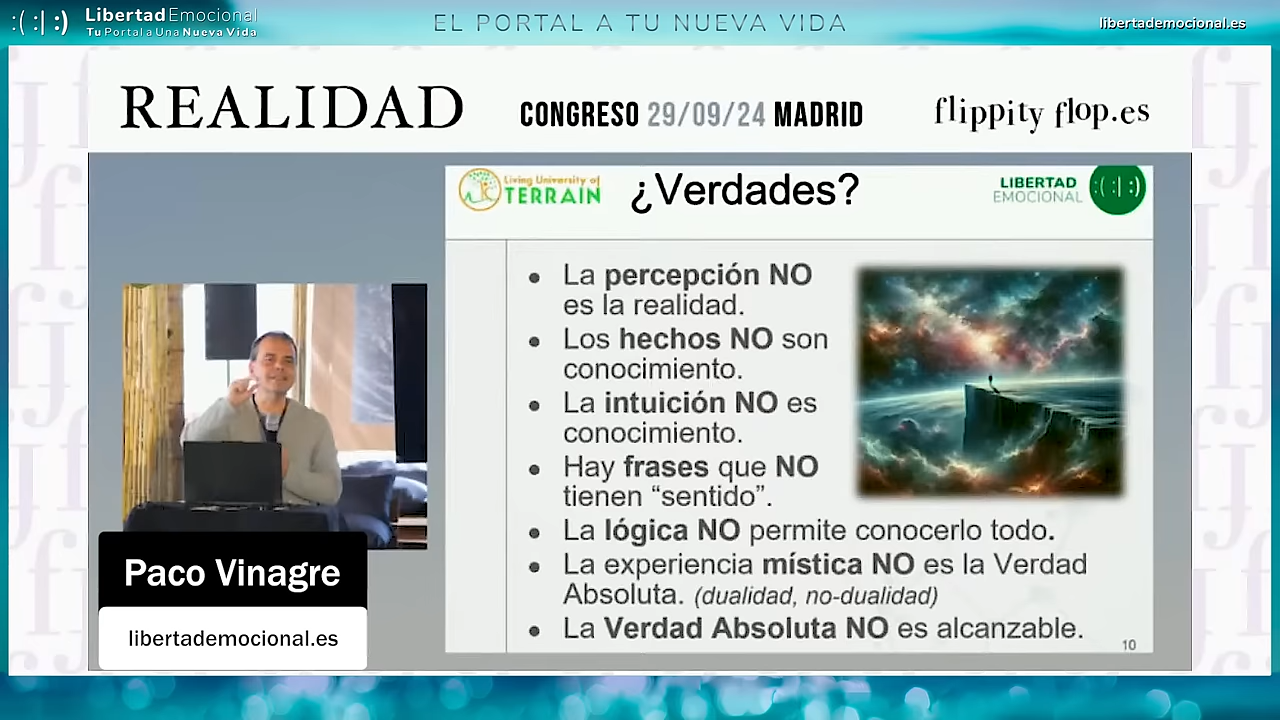 :(|:) LibertadEmocional
Tu Portal a Una Nueva Vida
EL PORTAL A TU NUEVA VIDA
libertademocional.es
REALIDAD
CONGRESO 29/09/24 MADRID
flippity flop.es
Living University of
TERRAIN
¿Verdades?
LIBERTAD
EMOCIONAL
:(|:)
• La percepción NO
es la realidad.
• Los hechos NO son
conocimiento.
• La intuición NO es
conocimiento.
• Hay frases que NO
tienen “sentido”.
• La lógica NO permite conocerlo todo.
• La experiencia mística NO es la Verdad
Absoluta. (dualidad, no-dualidad)
• La Verdad Absoluta NO es alcanzable.
10
Paco Vinagre
libertademocional.es